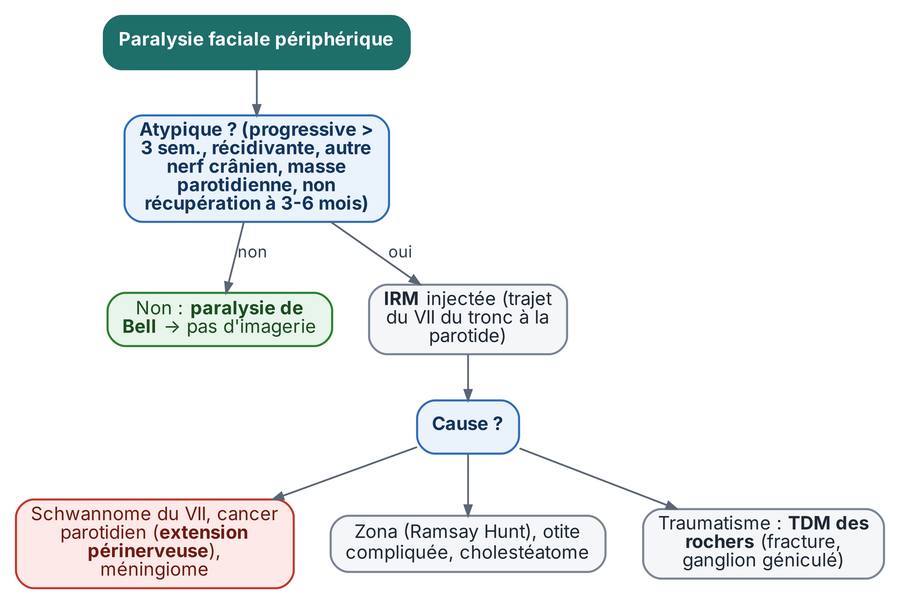 Paralysie faciale périphérique
Atypique ? (progressive >
3 sem., récidivante, autre
nerf crânien, masse
parotidienne, non
récupération à 3-6 mois)
non
oui
Non : paralysie de
Bell → pas d'imagerie
IRM injectée (trajet
du VII du tronc à la
parotide)
Cause ?
Schwannome du VII, cancer
parotidien (extension
périnerveuse),
méningiome
Zona (Ramsay Hunt), otite
compliquée, cholestéatome
Traumatisme : TDM des
rochers (fracture,
ganglion géniculé)